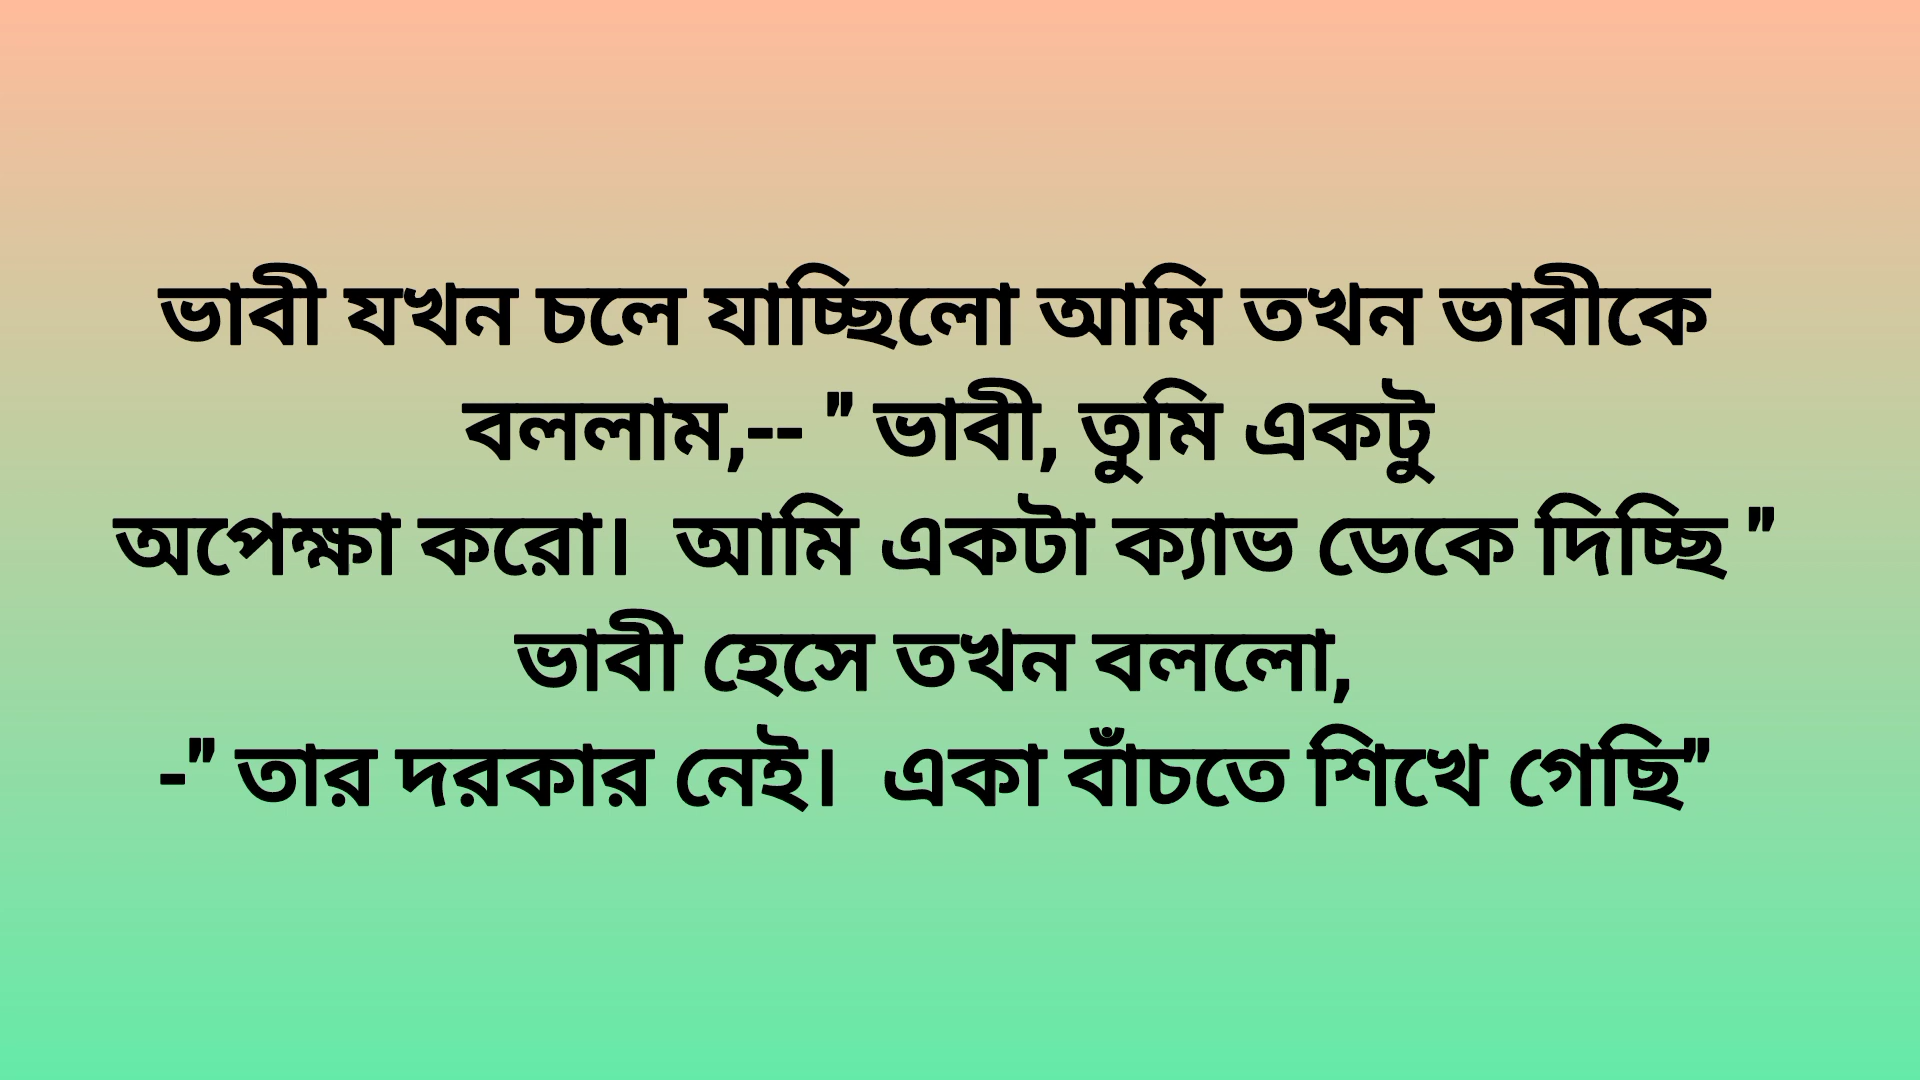 ভাবী যখন চলে যাচ্ছিলো আমি তখন ভাবীকে
বললাম,-- " ভাবী, তুমি একটু
অপেক্ষা করো।  আমি একটা ক্যাভ ডেকে দিচ্ছি "
ভাবী হেসে তখন বললো,
-" তার দরকার নেই।  একা বাঁচতে শিখে গেছি"